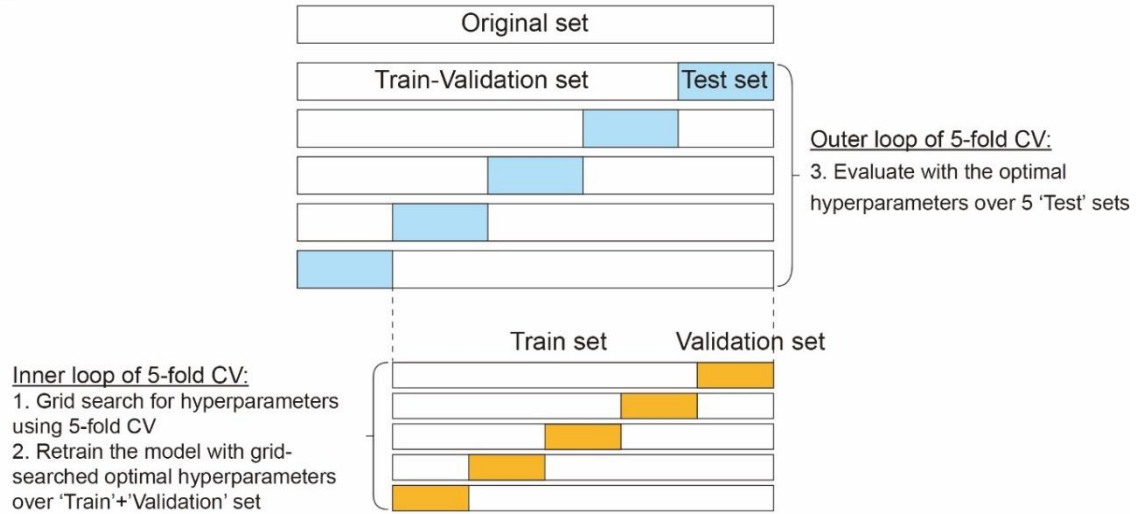 Original set
Train-Validation set
Test set
Outer loop of 5-fold CV:
3. Evaluate with the optimal
hyperparameters over 5 ‘Test’ sets
Train set
Validation set
Inner loop of 5-fold CV:
1. Grid search for hyperparameters
using 5-fold CV
2. Retrain the model with grid-
searched optimal hyperparameters
over ‘Train’+’Validation’ set